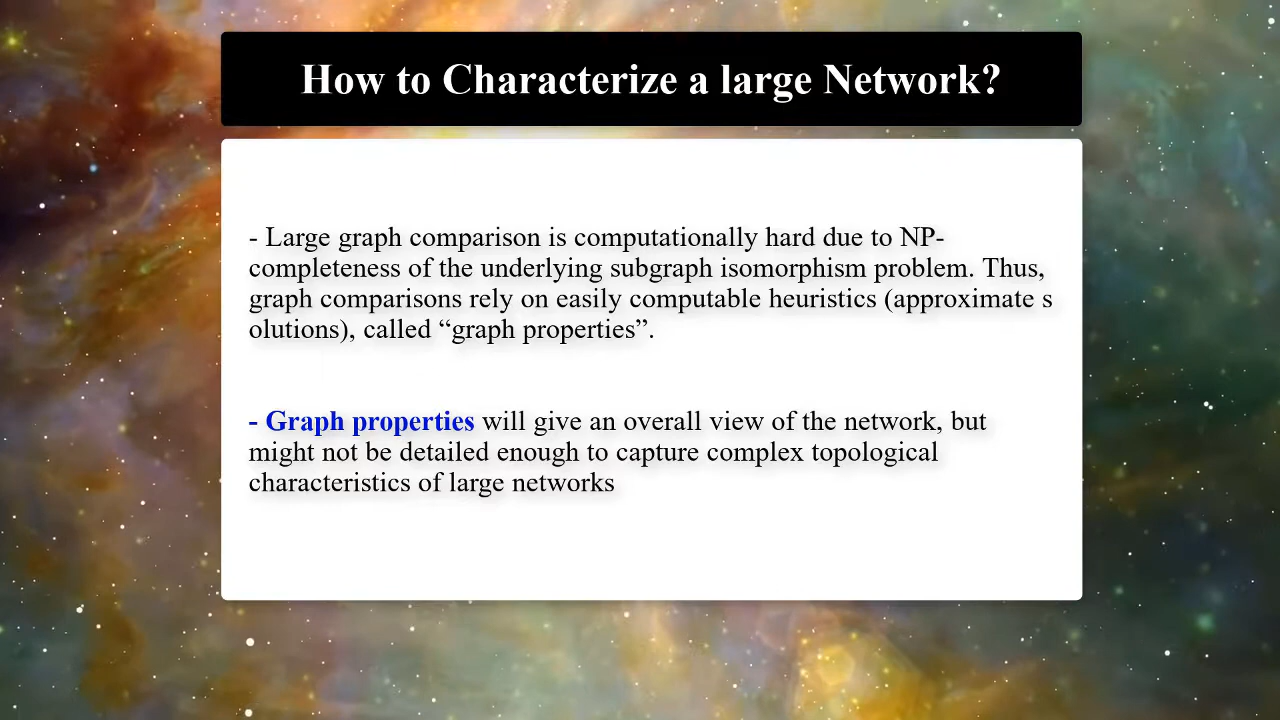 How to Characterize a large Network?
- Large graph comparison is computationally hard due to NP-
completeness of the underlying subgraph isomorphism problem. Thus,
graph comparisons rely on easily computable heuristics (approximate s
olutions), called “graph properties”.
- Graph properties will give an overall view of the network, but
might not be detailed enough to capture complex topological
characteristics of large networks